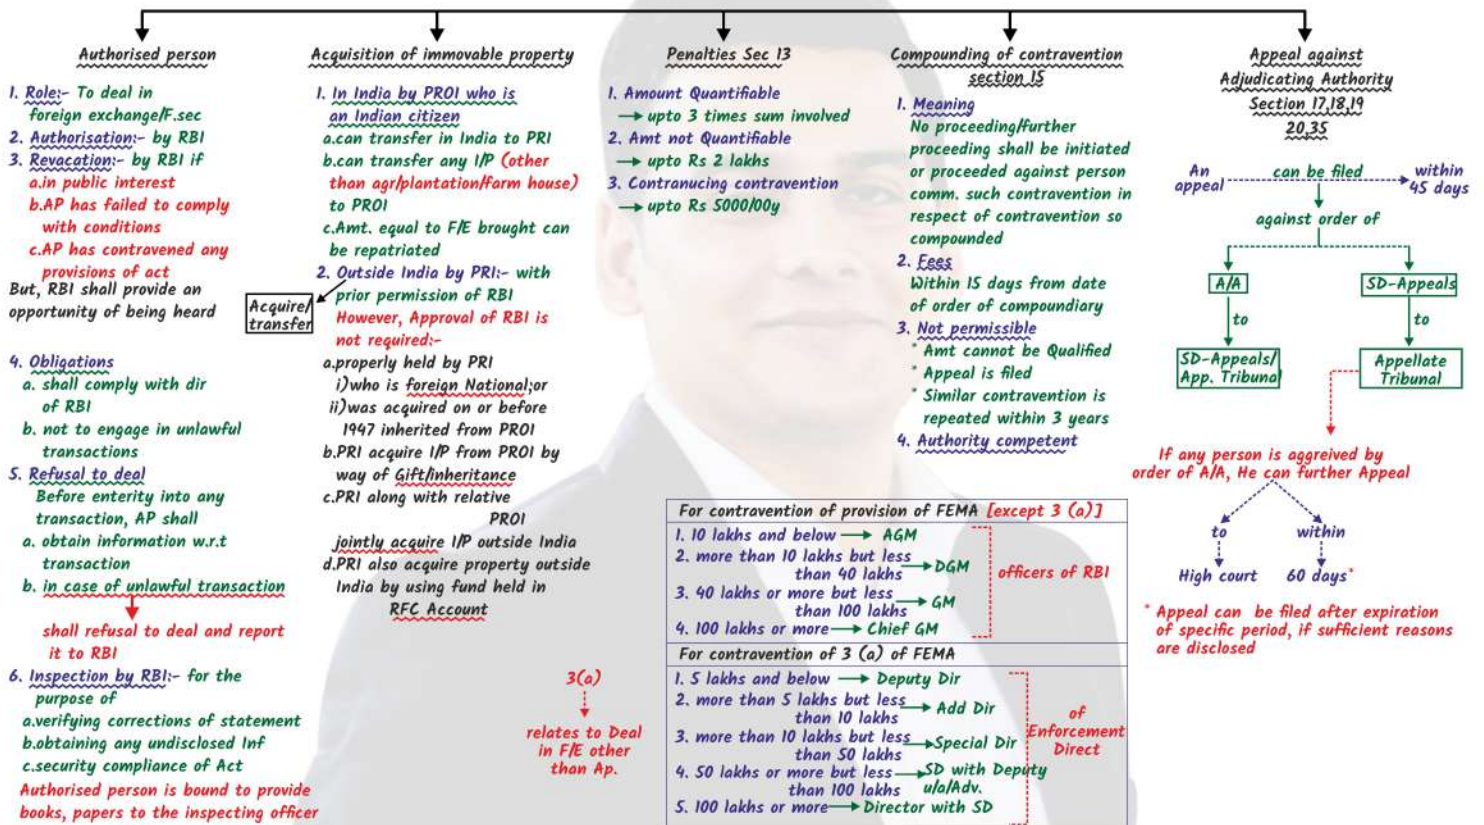 Authorised person
1. Role:- To deal in
foreign exchange/F.sec
2. Authorisation:- by RBI
3. Revacation:- by RBI if
a.in public interest
b.AP has failed to comply
with conditions
c.AP has contravened any
provisions of act
But, RBI shall provide an
opportunity of being heard
4. Obligations
a. shall comply with dir
of RBI
b. not to engage in unlawful
transactions
5. Refusal to deal
Before enterity into any
transaction, AP shall
a. obtain information w.r.t
transaction
b. in case of unlawful transaction
shall refusal to deal and report
it to RBI
6. Inspection by RBI:- for the
purpose of
a.verifying corrections of statement
b.obtaining any undisclosed Inf
c.security compliance of Act
Authorised person is bound to provide
books, papers to the inspecting officer
Acquisition of immovable property
1. In India by PROI who is
an Indian citizen
a.can transfer in India to PRI
b.can transfer any I/P (other
than agr/plantation/farm house)
to PROI
c.Amt. equal to F/E brought can
be repatriated
2. Outside India by PRI:- with
prior permission of RBI
Acquire/
transfer
However, Approval of RBI is
not required:-
a.properly held by PRI
i)who is foreign National;or
ii)was acquired on or before
1947 inherited from PROI
b.PRI acquire I/P from PROI by
way of Gift/inheritance
c.PRI along with relative
PROI
jointly acquire I/P outside India
d.PRI also acquire property outside
India by using fund held in
RFC Account
Penalties Sec 13
1. Amount Quantifiable
→ upto 3 times sum involved
2. Amt not Quantifiable
→ upto Rs 2 lakhs
3. Contranucing contravention
→ upto Rs 5000/00y
Compounding of contravention
section 15
1. Meaning
No proceeding/further
proceeding shall be initiated
or proceeded against person
comm. such contravention in
respect of contravention so
compounded
2. Fees
Within 15 days from date
of order of compoundiary
3. Not permissible
* Amt cannot be Qualified
* Appeal is filed
* Similar contravention is
repeated within 3 years
4. Authority competent
For contravention of provision of FEMA [except 3 (a)]
1. 10 lakhs and below → AGM
2. more than 10 lakhs but less
than 40 lakhs → DGM
3. 40 lakhs or more but less
than 100 lakhs → GM
4. 100 lakhs or more → Chief GM
officers of RBI
For contravention of 3 (a) of FEMA
1. 5 lakhs and below → Deputy Dir
2. more than 5 lakhs but less
than 10 lakhs → Add Dir
3. more than 10 lakhs but less
than 50 lakhs → Special Dir
4. 50 lakhs or more but less → SD with Deputy
than 100 lakhs u/a/Adv.
5. 100 lakhs or more → Director with SD
of
Enforcement
Direct
3(a)
relates to Deal
in F/E other
than Ap.
Appeal against
Adjudicating Authority
Section 17,18,19
20,35
An
appeal
can be filed
within
45 days
against order of
A/A
SD-Appeals
to
to
SD-Appeals/
App. Tribunal
Appellate
Tribunal
If any person is aggreived by
order of A/A, He can further Appeal
to
within
High court
60 days*
* Appeal can be filed after expiration
of specific period, if sufficient reasons
are disclosed